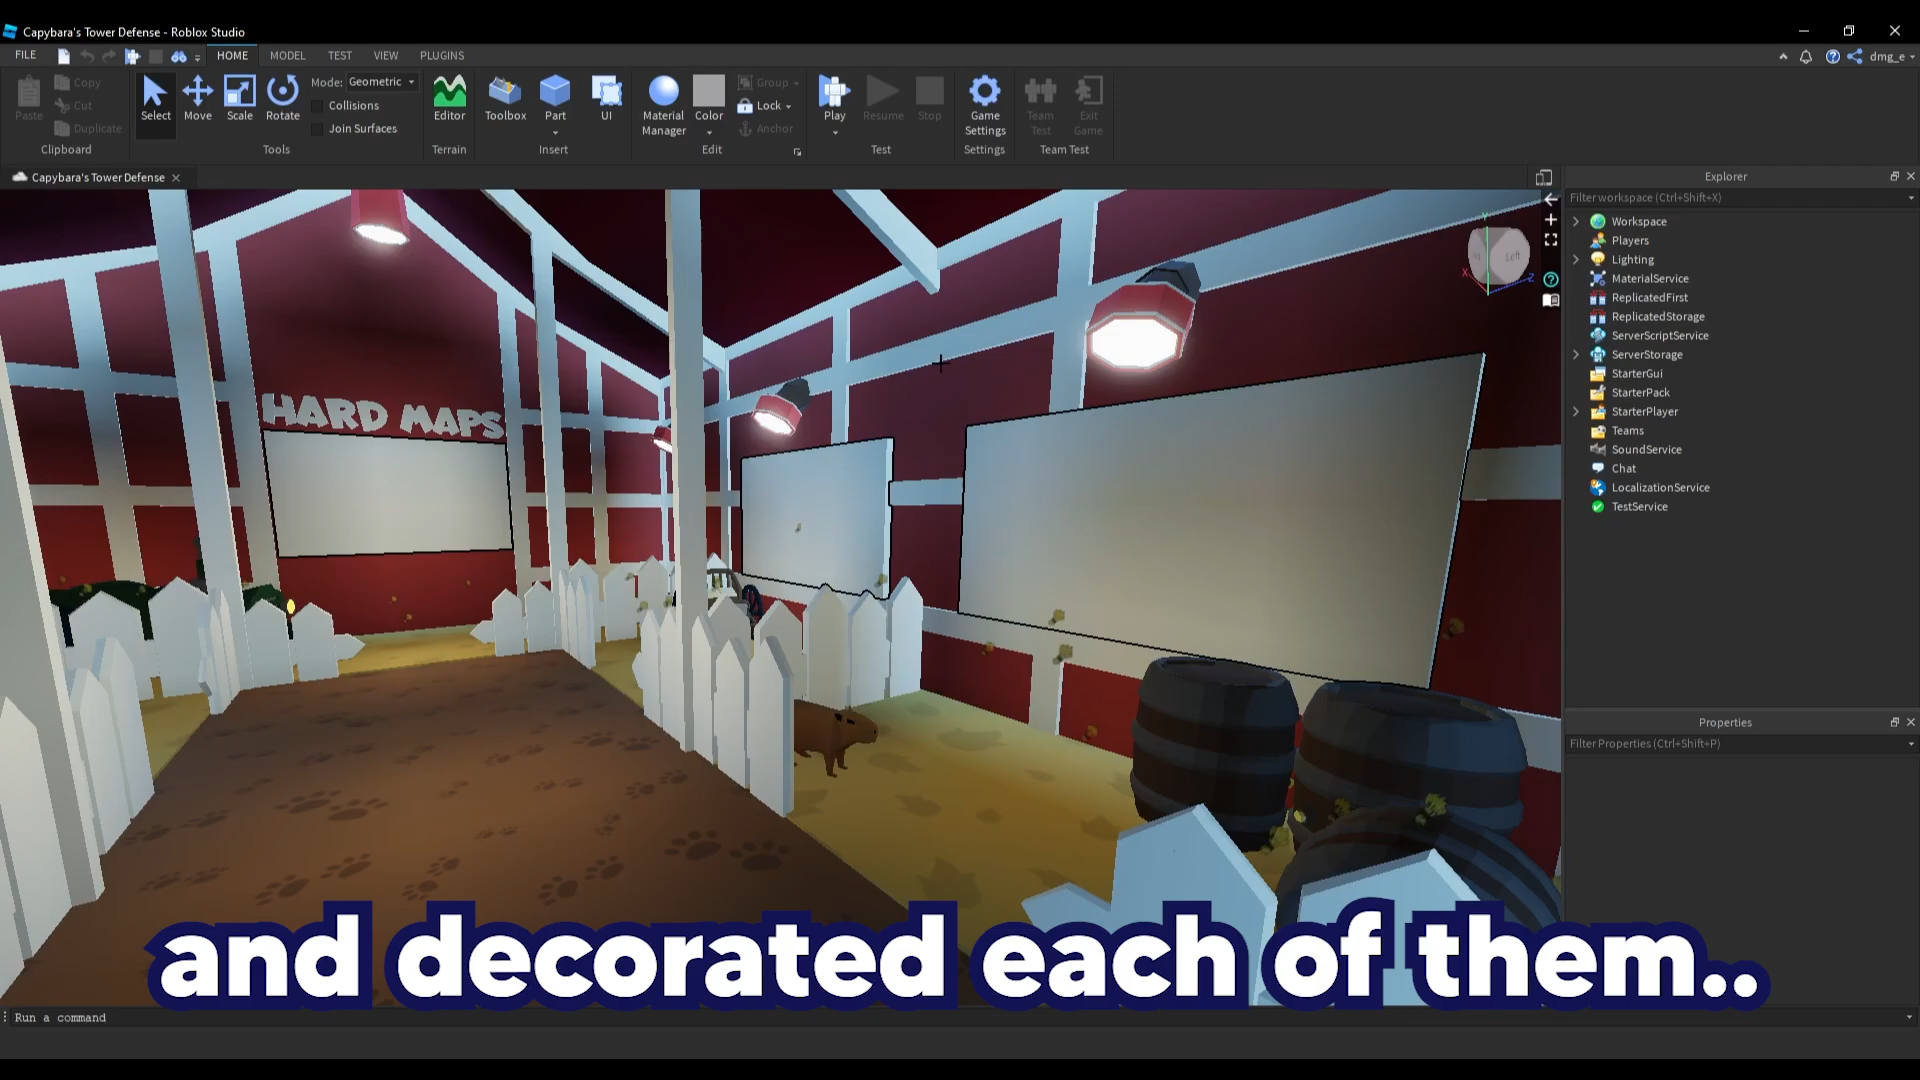 Capybara's Tower Defense - Roblox Studio
FILE HOME MODEL TEST VIEW PLUGINS dmg_e
Paste Copy Cut Duplicate
Clipboard
Select Move Scale Rotate
Mode: Geometric
Collisions
Join Surfaces
Tools
Editor
Terrain
Toolbox Part UI
Insert
Material Manager Color
Group
Lock
Anchor
Edit
Play Resume Stop
Test
Game Settings
Settings
Team Test Exit Game
Team Test
Capybara's Tower Defense
Explorer
Filter workspace (Ctrl+Shift+X)
Workspace
Players
Lighting
MaterialService
ReplicatedFirst
ReplicatedStorage
ServerScriptService
ServerStorage
StarterGui
StarterPack
StarterPlayer
Teams
SoundService
Chat
LocalizationService
TestService
Properties
Filter Properties (Ctrl+Shift+P)
Y
X
Z
Left
HARD MAPS
and decorated each of them..
Run a command